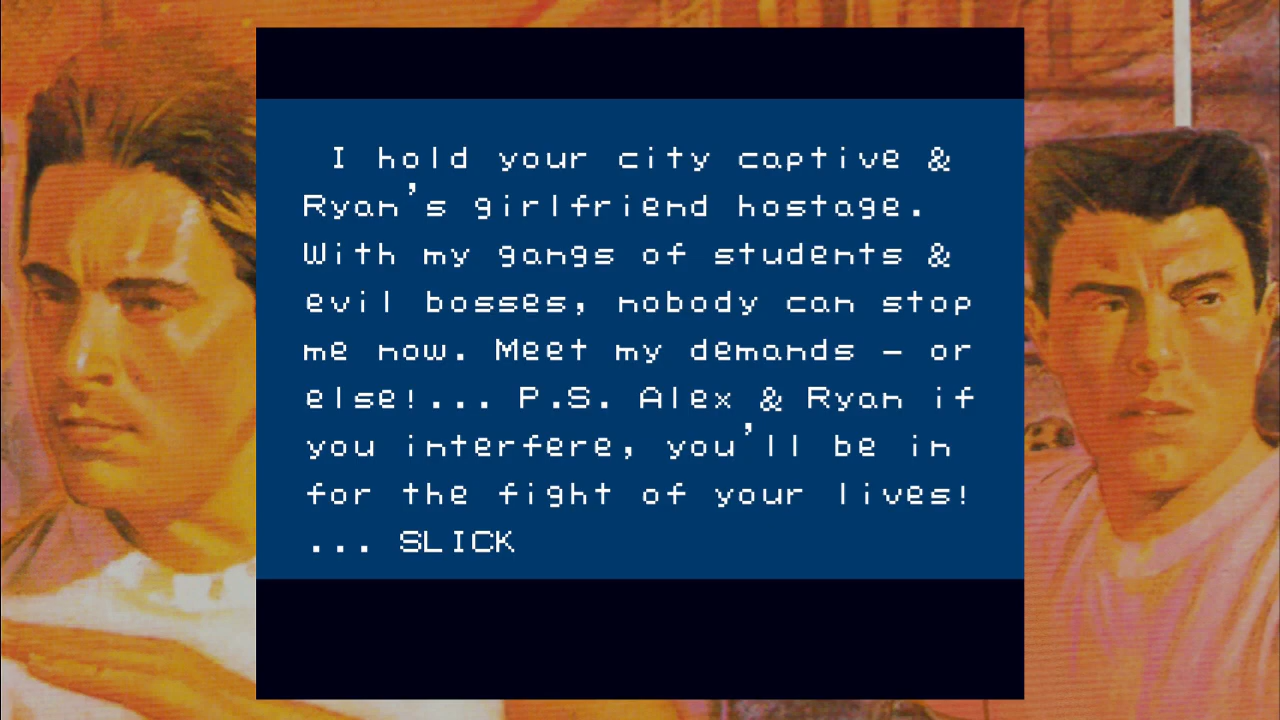 I hold your city captive &
Ryan's girlfriend hostage.
With my gangs of students &
evil bosses, nobody can stop
me now. Meet my demands - or
else!... P.S. Alex & Ryan if
you interfere, you'll be in
for the fight of your lives!
... SLICK